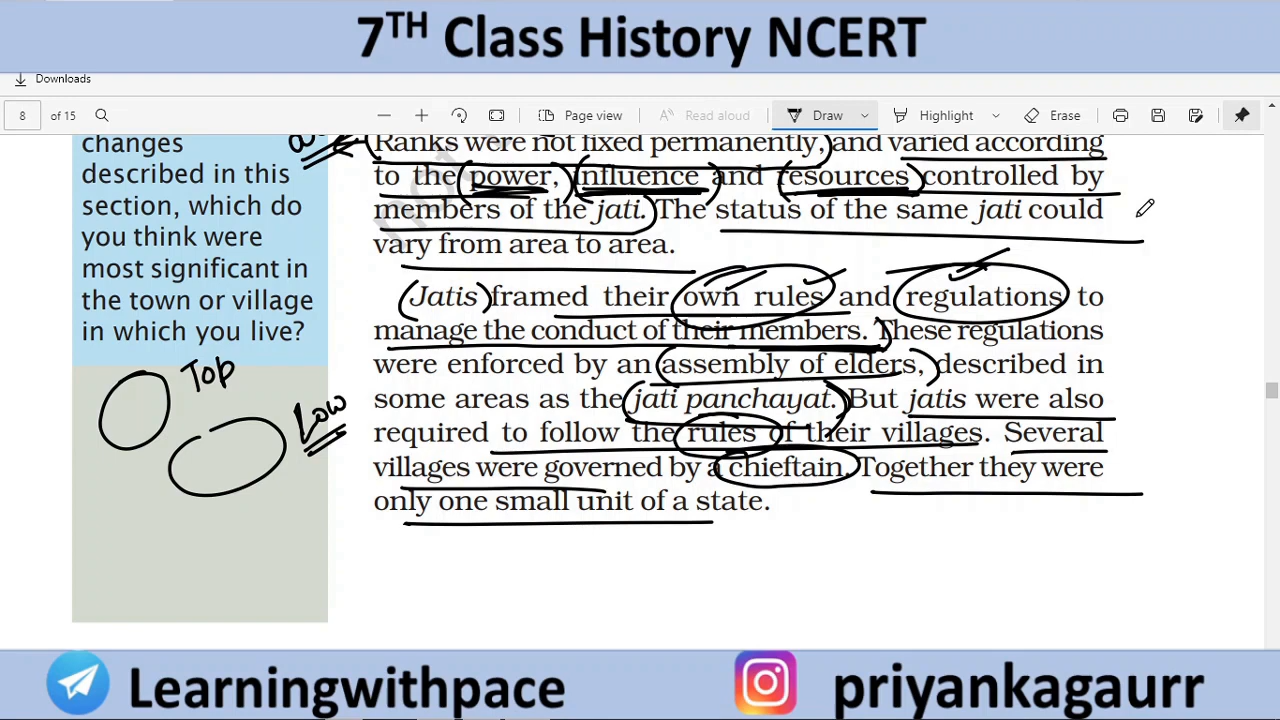 7TH Class History NCERT
Downloads
8 of 15
Page view
Read aloud
Draw
Highlight
Erase
changes
described in this
section, which do
you think were
most significant in
the town or village
in which you live?
Top
Low
Ranks were not fixed permanently, and varied according
to the power, influence and resources controlled by
members of the jati. The status of the same jati could
vary from area to area.
Jatis framed their own rules and regulations to
manage the conduct of their members. These regulations
were enforced by an assembly of elders, described in
some areas as the jati panchayat. But jatis were also
required to follow the rules of their villages. Several
villages were governed by a chieftain. Together they were
only one small unit of a state.
Learningwithpace
priyankagaurr